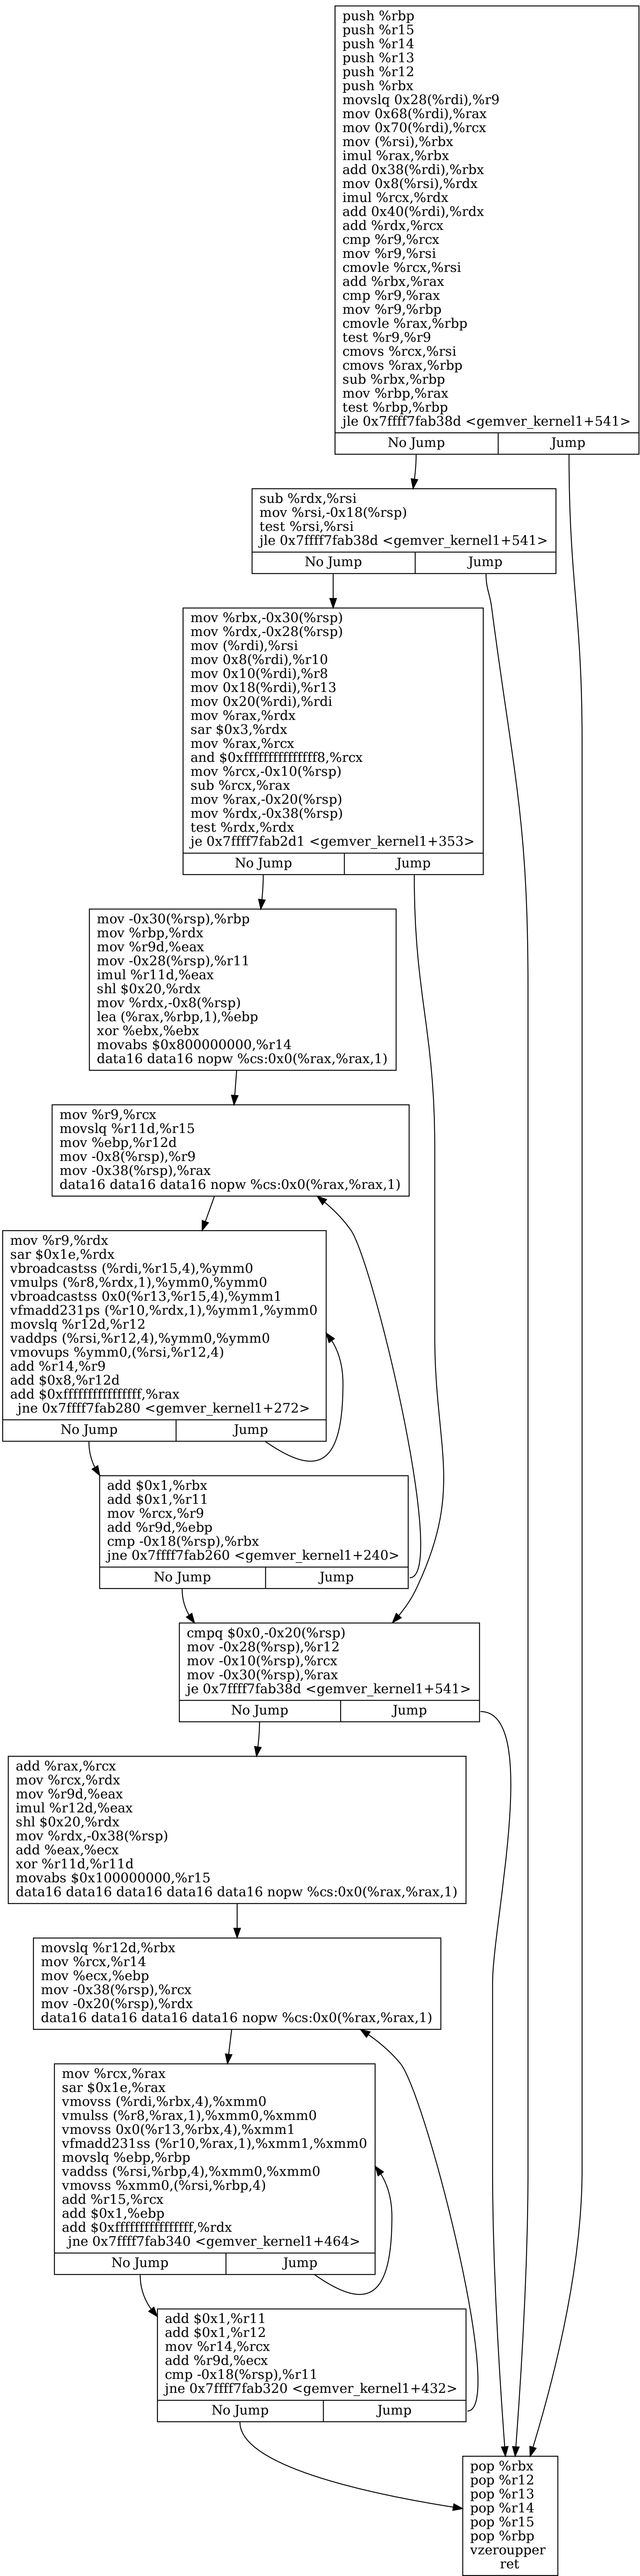 push %rbp
push %r15
push %r14
push %r13
push %r12
push %rbx
movslq 0x28(%rdi),%r9
mov 0x68(%rdi),%rax
mov 0x70(%rdi),%rcx
mov (%rsi),%rbx
imul %rax,%rbx
add 0x38(%rdi),%rbx
mov 0x8(%rsi),%rdx
imul %rcx,%rdx
add 0x40(%rdi),%rdx
add %rdx,%rcx
cmp %r9,%rcx
mov %r9,%rsi
cmovle %rcx,%rsi
add %rbx,%rax
cmp %r9,%rax
mov %r9,%rbp
cmovle %rax,%rbp
test %r9,%r9
cmovs %rcx,%rsi
cmovs %rax,%rbp
sub %rbx,%rbp
mov %rbp,%rax
test %rbp,%rbp
jle 0x7ffff7fab38d <gemver_kernel1+541>
No Jump
Jump
sub %rdx,%rsi
mov %rsi,-0x18(%rsp)
test %rsi,%rsi
jle 0x7ffff7fab38d <gemver_kernel1+541>
No Jump
Jump
mov %rbx,-0x30(%rsp)
mov %rdx,-0x28(%rsp)
mov (%rdi),%rsi
mov 0x8(%rdi),%r10
mov 0x10(%rdi),%r8
mov 0x18(%rdi),%r13
mov 0x20(%rdi),%rdi
mov %rax,%rdx
sar $0x3,%rdx
mov %rax,%rcx
and $0xfffffffffffffff8,%rcx
mov %rcx,-0x10(%rsp)
sub %rcx,%rax
mov %rax,-0x20(%rsp)
mov %rdx,-0x38(%rsp)
test %rdx,%rdx
je 0x7ffff7fab2d1 <gemver_kernel1+353>
No Jump
Jump
mov -0x30(%rsp),%rbp
mov %rbp,%rdx
mov %r9d,%eax
mov -0x28(%rsp),%r11
imul %r11d,%eax
shl $0x20,%rdx
mov %rdx,-0x8(%rsp)
lea (%rax,%rbp,1),%ebp
xor %ebx,%ebx
movabs $0x800000000,%r14
data16 data16 nopw %cs:0x0(%rax,%rax,1)
mov %r9,%rcx
movslq %r11d,%r15
mov %ebp,%r12d
mov -0x8(%rsp),%r9
mov -0x38(%rsp),%rax
data16 data16 data16 nopw %cs:0x0(%rax,%rax,1)
mov %r9,%rdx
sar $0x1e,%rdx
vbroadcastss (%rdi,%r15,4),%ymm0
vmulps (%r8,%rdx,1),%ymm0,%ymm0
vbroadcastss 0x0(%r13,%r15,4),%ymm1
vfmadd231ps (%r10,%rdx,1),%ymm1,%ymm0
movslq %r12d,%r12
vaddps (%rsi,%r12,4),%ymm0,%ymm0
vmovups %ymm0,(%rsi,%r12,4)
add %r14,%r9
add $0x8,%r12d
add $0xffffffffffffffff,%rax
jne 0x7ffff7fab280 <gemver_kernel1+272>
No Jump
Jump
add $0x1,%rbx
add $0x1,%r11
mov %rcx,%r9
add %r9d,%ebp
cmp -0x18(%rsp),%rbx
jne 0x7ffff7fab260 <gemver_kernel1+240>
No Jump
Jump
cmpq $0x0,-0x20(%rsp)
mov -0x28(%rsp),%r12
mov -0x10(%rsp),%rcx
mov -0x30(%rsp),%rax
je 0x7ffff7fab38d <gemver_kernel1+541>
No Jump
Jump
add %rax,%rcx
mov %rcx,%rdx
mov %r9d,%eax
imul %r12d,%eax
shl $0x20,%rdx
mov %rdx,-0x38(%rsp)
add %eax,%ecx
xor %r11d,%r11d
movabs $0x100000000,%r15
data16 data16 data16 data16 data16 nopw %cs:0x0(%rax,%rax,1)
movslq %r12d,%rbx
mov %rcx,%r14
mov %ecx,%ebp
mov -0x38(%rsp),%rcx
mov -0x20(%rsp),%rdx
data16 data16 data16 data16 nopw %cs:0x0(%rax,%rax,1)
mov %rcx,%rax
sar $0x1e,%rax
vmovss (%rdi,%rbx,4),%xmm0
vmulss (%r8,%rax,1),%xmm0,%xmm0
vmovss 0x0(%r13,%rbx,4),%xmm1
vfmadd231ss (%r10,%rax,1),%xmm1,%xmm0
movslq %ebp,%rbp
vaddss (%rsi,%rbp,4),%xmm0,%xmm0
vmovss %xmm0,(%rsi,%rbp,4)
add %r15,%rcx
add $0x1,%ebp
add $0xffffffffffffffff,%rdx
jne 0x7ffff7fab340 <gemver_kernel1+464>
No Jump
Jump
add $0x1,%r11
add $0x1,%r12
mov %r14,%rcx
add %r9d,%ecx
cmp -0x18(%rsp),%r11
jne 0x7ffff7fab320 <gemver_kernel1+432>
No Jump
Jump
pop %rbx
pop %r12
pop %r13
pop %r14
pop %r15
pop %rbp
vzeroupper
ret